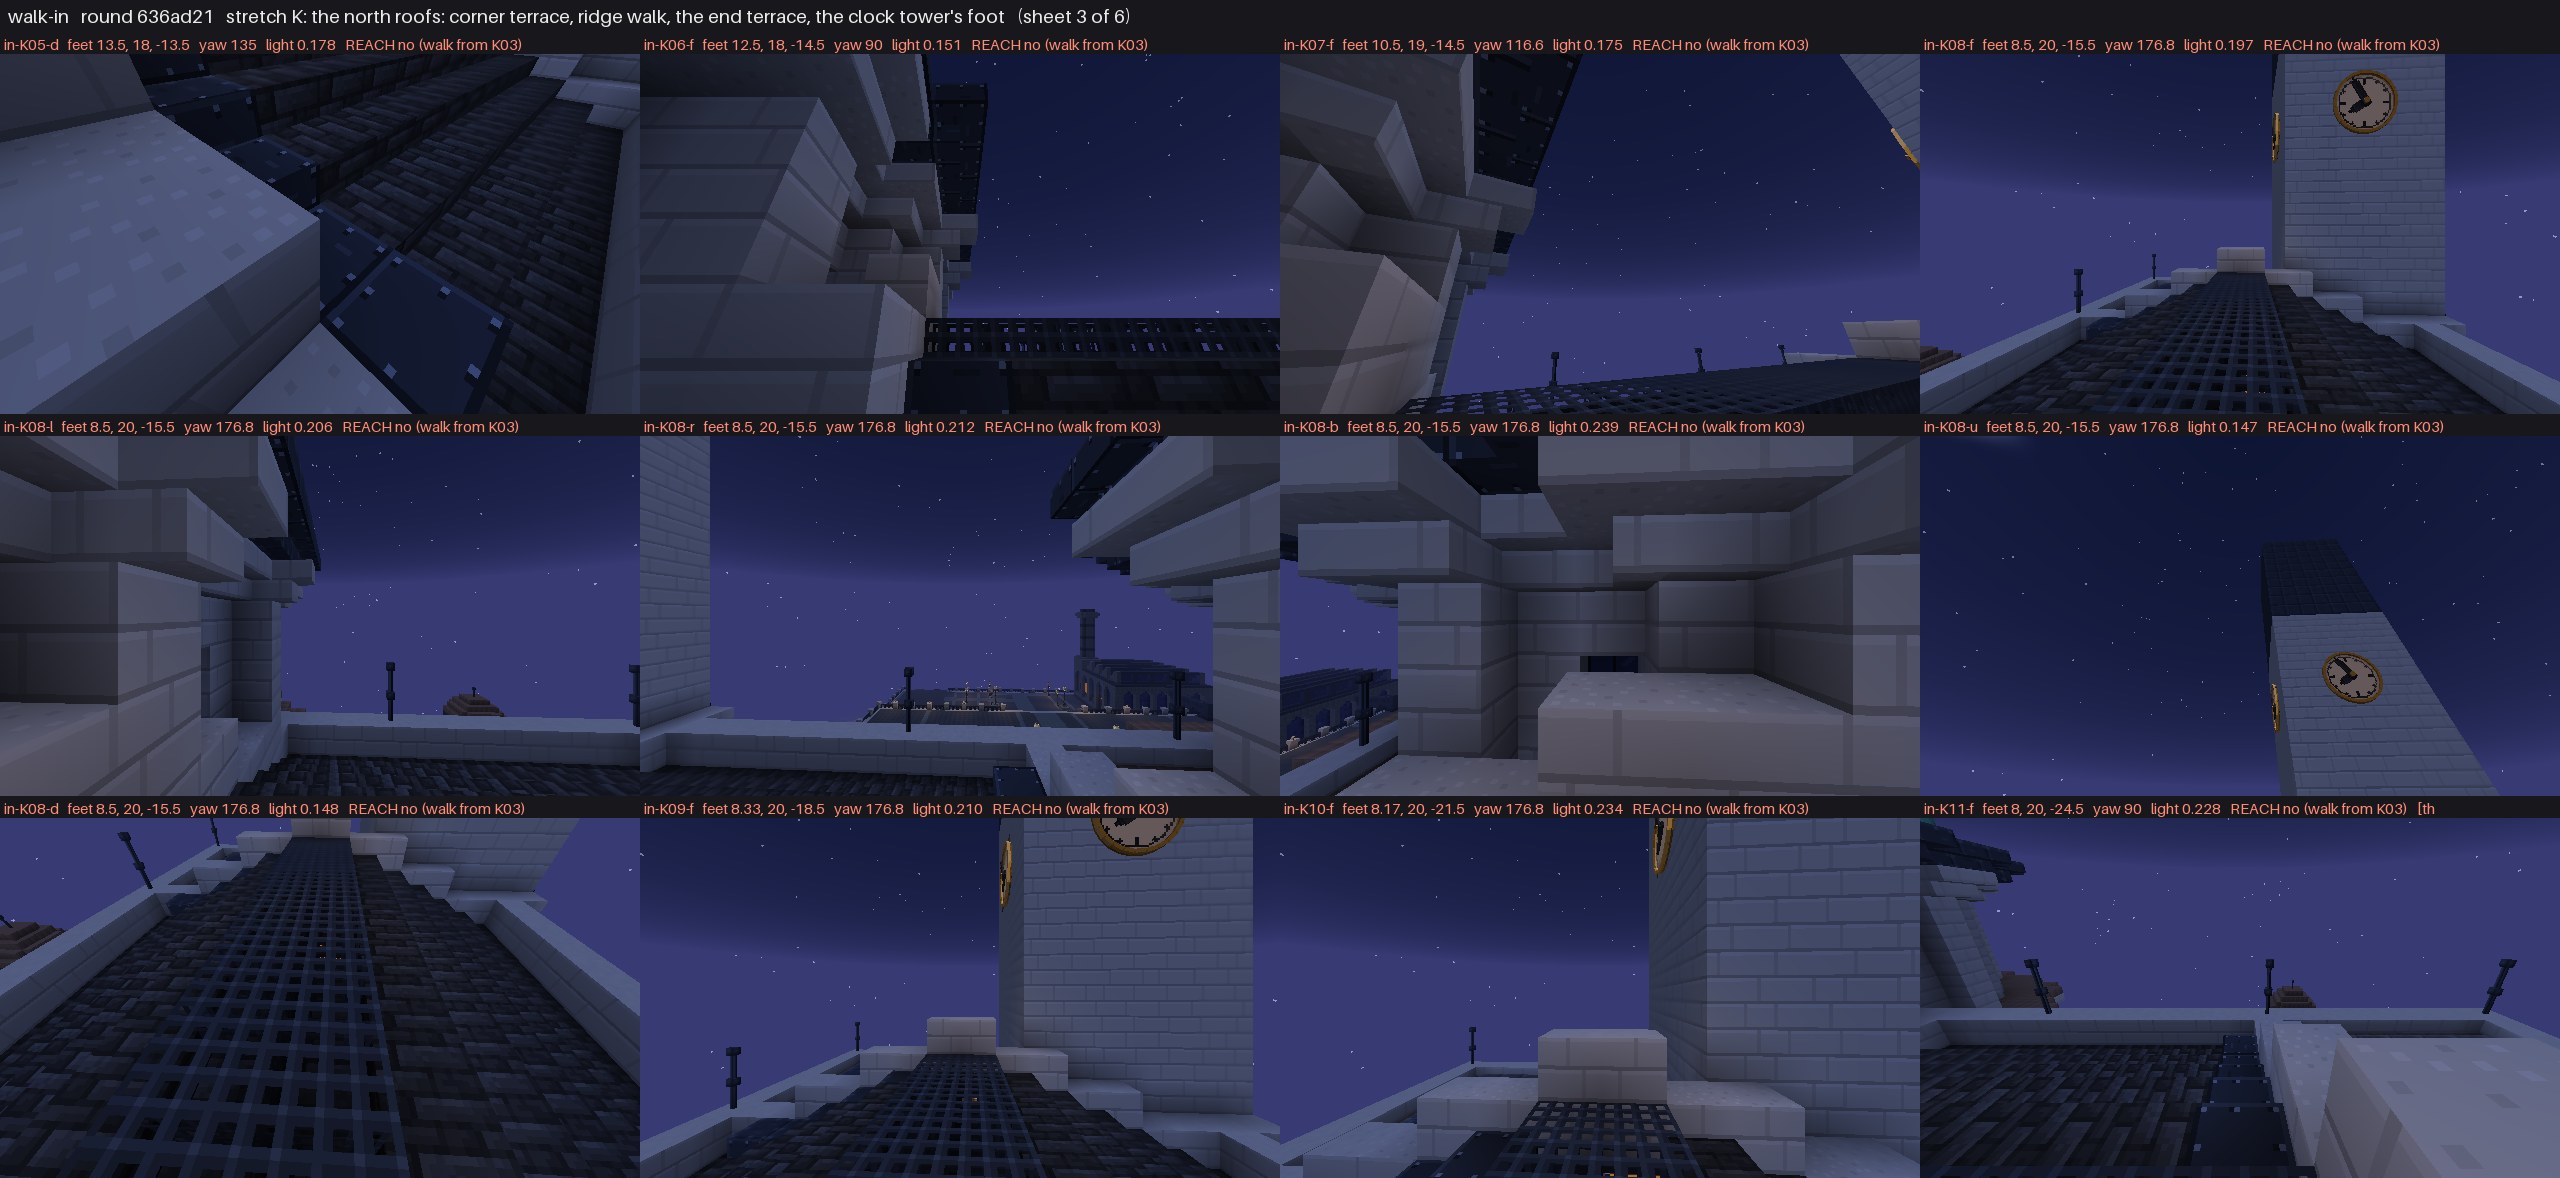 walk-in round 636ad21 stretch K: the north roofs: corner terrace, ridge walk, the end terrace, the clock tower's foot (sheet 3 of 6)
in-K05-d feet 13.5, 18, -13.5 yaw 135 light 0.178 REACH no (walk from K03)
in-K06-f feet 12.5, 18, -14.5 yaw 90 light 0.151 REACH no (walk from K03)
in-K07-f feet 10.5, 19, -14.5 yaw 116.6 light 0.175 REACH no (walk from K03)
in-K08-f feet 8.5, 20, -15.5 yaw 176.8 light 0.197 REACH no (walk from K03)
in-K08-l feet 8.5, 20, -15.5 yaw 176.8 light 0.206 REACH no (walk from K03)
in-K08-r feet 8.5, 20, -15.5 yaw 176.8 light 0.212 REACH no (walk from K03)
in-K08-b feet 8.5, 20, -15.5 yaw 176.8 light 0.239 REACH no (walk from K03)
in-K08-u feet 8.5, 20, -15.5 yaw 176.8 light 0.147 REACH no (walk from K03)
in-K08-d feet 8.5, 20, -15.5 yaw 176.8 light 0.148 REACH no (walk from K03)
in-K09-f feet 8.33, 20, -18.5 yaw 176.8 light 0.210 REACH no (walk from K03)
in-K10-f feet 8.17, 20, -21.5 yaw 176.8 light 0.234 REACH no (walk from K03)
in-K11-f feet 8, 20, -24.5 yaw 90 light 0.228 REACH no (walk from K03) [th